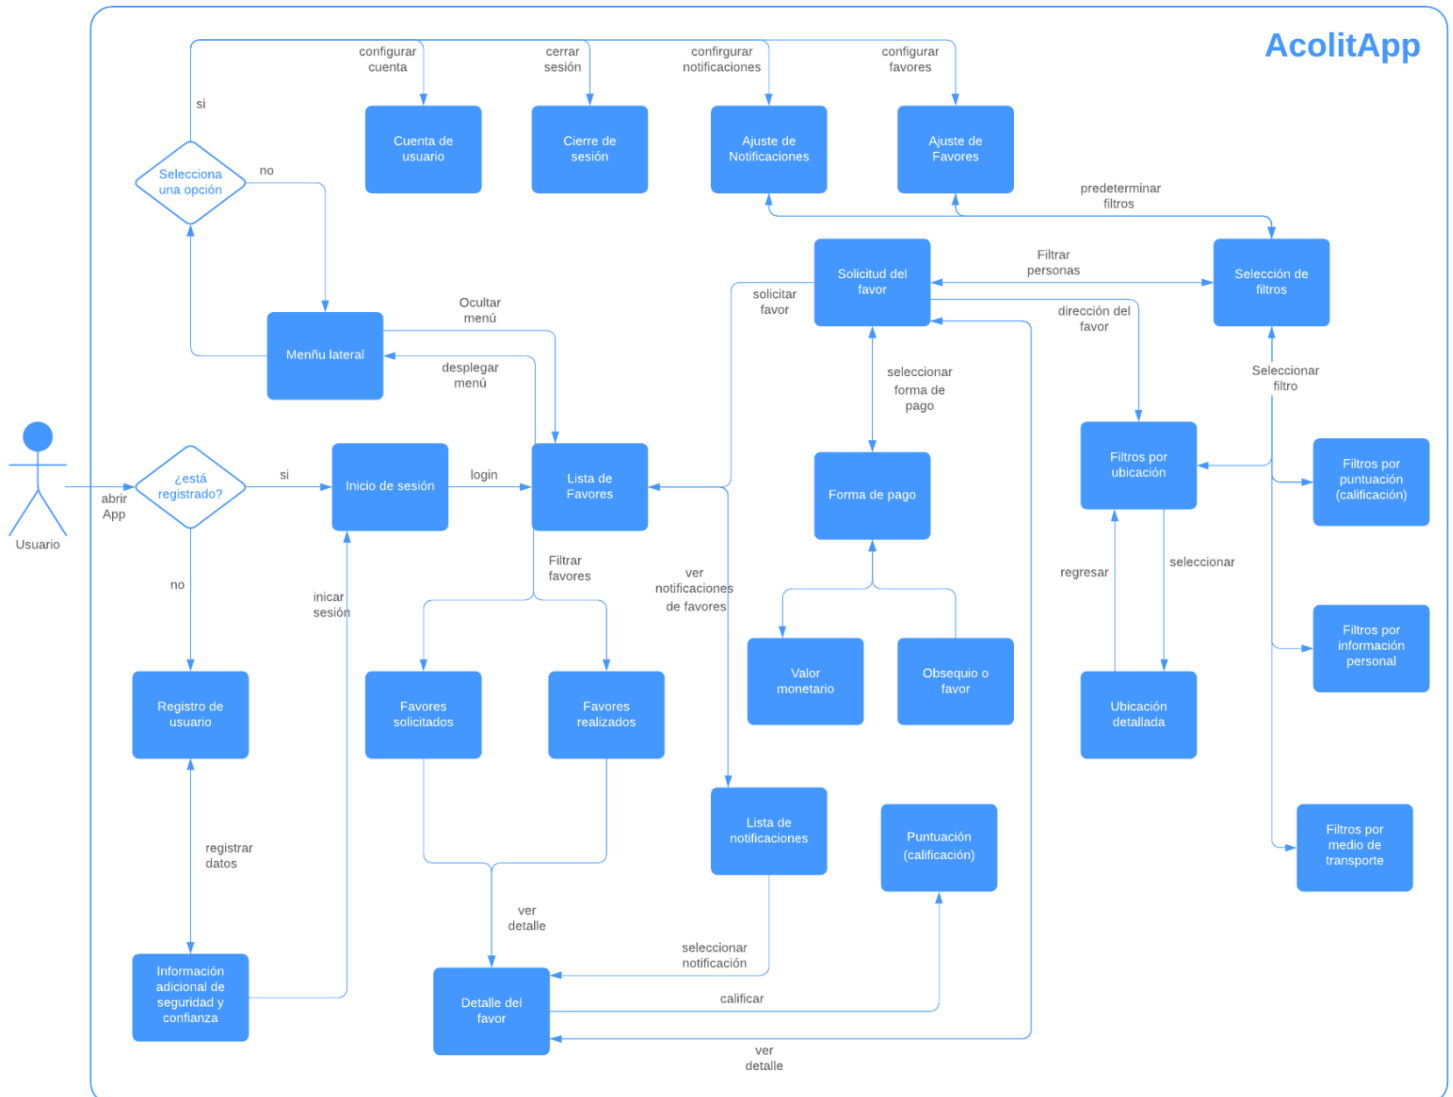 AcolitApp
configurar
cuenta
cerrar
sesión
confirgurar
notificaciones
configurar
favores
si
Cuenta de
usuario
Cierre de
sesión
Ajuste de
Notificaciones
Ajuste de
Favores
Selecciona
una opción
no
predeterminar
filtros
Solicitud del
favor
Filtrar
personas
Selección de
filtros
solicitar
favor
dirección del
favor
Ocultar
menú
Menñu lateral
desplegar
menú
seleccionar
forma de
pago
Seleccionar
filtro
Usuario
abrir
App
¿está
registrado?
si
Inicio de sesión
login
Lista de
Favores
Forma de pago
Filtros por
ubicación
Filtros por
puntuación
(calificación)
no
inicar
sesión
Filtrar
favores
ver
notificaciones
de favores
regresar
seleccionar
Registro de
usuario
Favores
solicitados
Favores
realizados
Valor
monetario
Obsequio o
favor
Ubicación
detallada
Filtros por
información
personal
registrar
datos
Lista de
notificaciones
Puntuación
(calificación)
Filtros por
medio de
transporte
ver
detalle
seleccionar
notificación
Información
adicional de
seguridad y
confianza
Detalle del
favor
calificar
ver
detalle